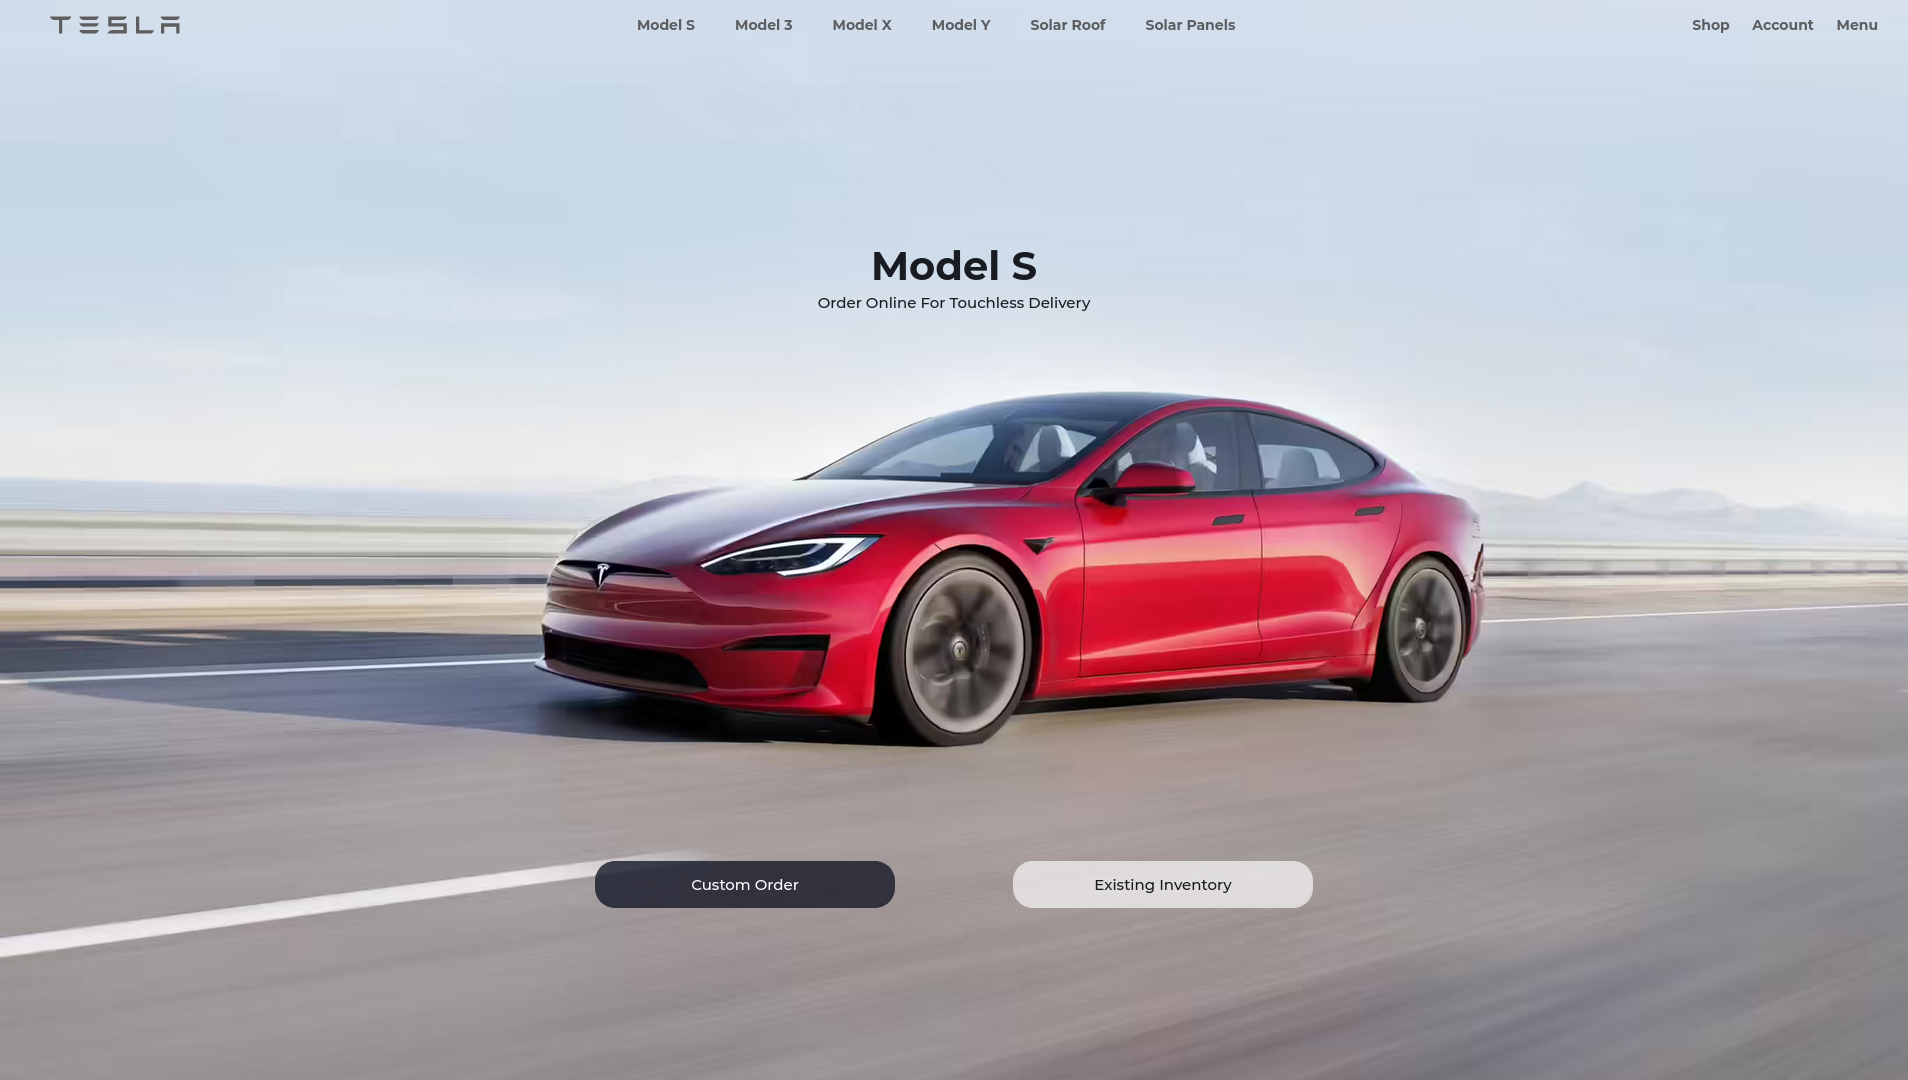 TESLA
Model S
Model 3
Model X
Model Y
Solar Roof
Solar Panels
Shop
Account
Menu
Model S
Order Online For Touchless Delivery
Custom Order
Existing Inventory